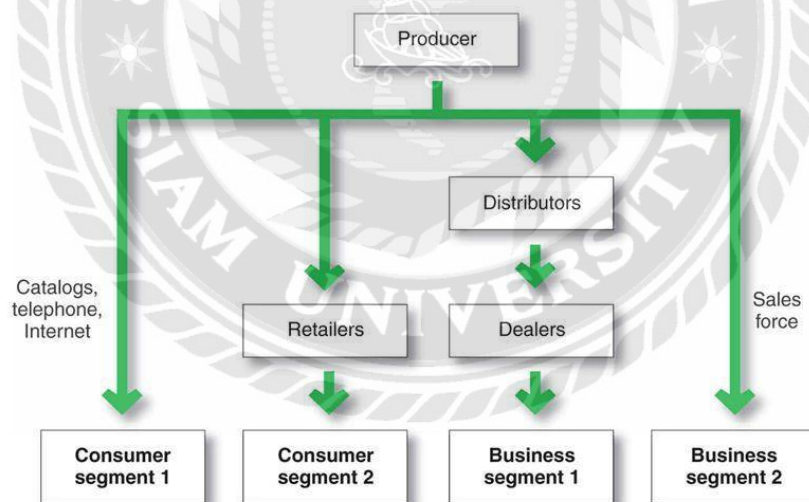 Producer
Distributors
Catalogs,
telephone,
Internet
Retailers
Dealers
Sales
force
Consumer
segment 1
Consumer
segment 2
Business
segment 1
Business
segment 2
SIAM UNIVERSITY